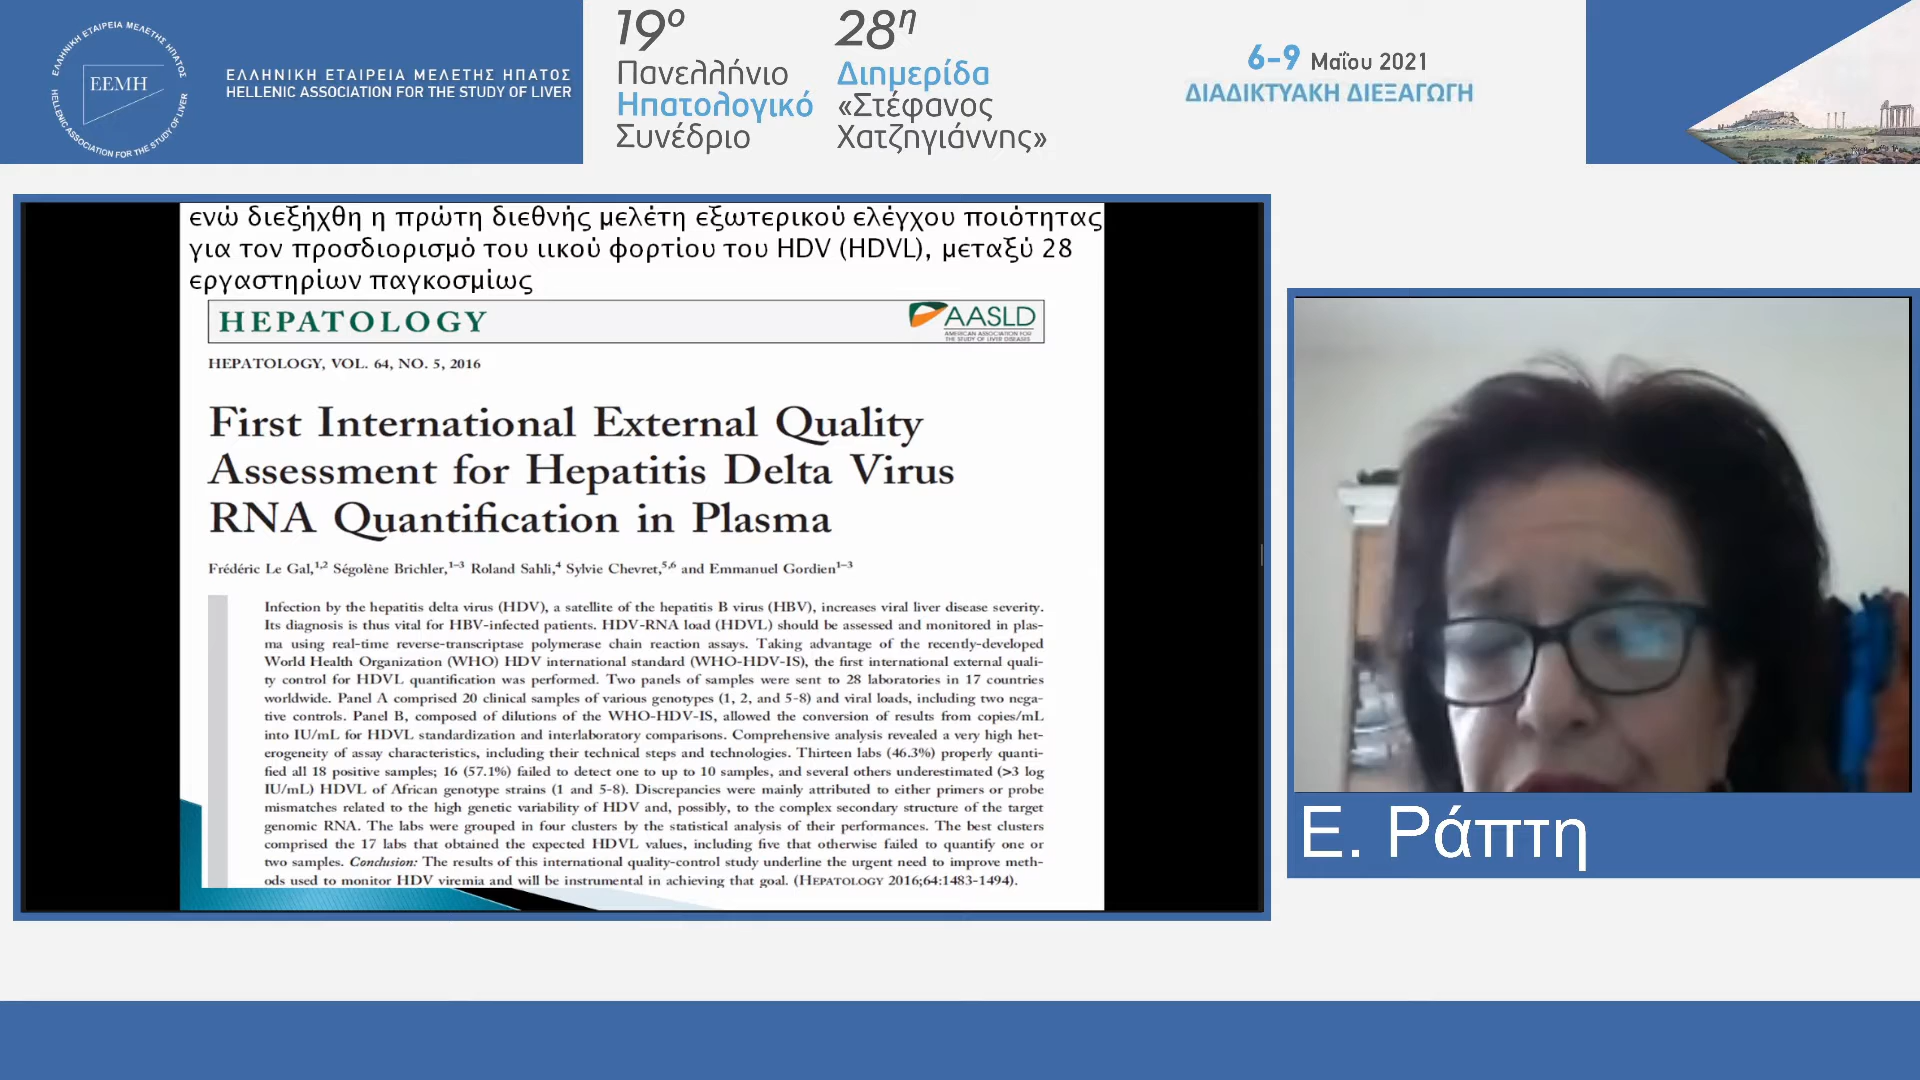 ΕΛΛΗΝΙΚΗ ΕΤΑΙΡΕΙΑ ΜΕΛΕΤΗΣ ΗΠΑΤΟΣ
ΕΕΜΗ
HELLENIC ASSOCIATION FOR THE STUDY OF LIVER
ΕΛΛΗΝΙΚΗ ΕΤΑΙΡΕΙΑ ΜΕΛΕΤΗΣ ΗΠΑΤΟΣ
HELLENIC ASSOCIATION FOR THE STUDY OF LIVER
19ο
Πανελλήνιο
Ηπατολογικό
Συνέδριο
28η
Διημερίδα
«Στέφανος
Χατζηγιάννης»
6-9 Μαΐου 2021
ΔΙΑΔΙΚΤΥΑΚΗ ΔΙΕΞΑΓΩΓΗ
ενώ διεξήχθη η πρώτη διεθνής μελέτη εξωτερικού ελέγχου ποιότητας
για τον προσδιορισμό του ιικού φορτίου του HDV (HDVL), μεταξύ 28
εργαστηρίων παγκοσμίως
HEPATOLOGY
AASLD
AMERICAN ASSOCIATION FOR
THE STUDY OF LIVER DISEASES
HEPATOLOGY, VOL. 64, NO. 5, 2016
First International External Quality
Assessment for Hepatitis Delta Virus
RNA Quantification in Plasma
Frédéric Le Gal,1,2 Ségolène Brichler,1–3 Roland Sahli,4 Sylvie Chevret,5,6 and Emmanuel Gordien1–3
Infection by the hepatitis delta virus (HDV), a satellite of the hepatitis B virus (HBV), increases viral liver disease severity.
Its diagnosis is thus vital for HBV-infected patients. HDV-RNA load (HDVL) should be assessed and monitored in plas-
ma using real-time reverse-transcriptase polymerase chain reaction assays. Taking advantage of the recently-developed
World Health Organization (WHO) HDV international standard (WHO-HDV-IS), the first international external quali-
ty control for HDVL quantification was performed. Two panels of samples were sent to 28 laboratories in 17 countries
worldwide. Panel A comprised 20 clinical samples of various genotypes (1, 2, and 5-8) and viral loads, including two nega-
tive controls. Panel B, composed of dilutions of the WHO-HDV-IS, allowed the conversion of results from copies/mL
into IU/mL for HDVL standardization and interlaboratory comparisons. Comprehensive analysis revealed a very high het-
erogeneity of assay characteristics, including their technical steps and technologies. Thirteen labs (46.3%) properly quanti-
fied all 18 positive samples; 16 (57.1%) failed to detect one to up to 10 samples, and several others underestimated (>3 log
IU/mL) HDVL of African genotype strains (1 and 5-8). Discrepancies were mainly attributed to either primers or probe
mismatches related to the high genetic variability of HDV and, possibly, to the complex secondary structure of the target
genomic RNA. The labs were grouped in four clusters by the statistical analysis of their performances. The best clusters
comprised the 17 labs that obtained the expected HDVL values, including five that otherwise failed to quantify one or
two samples. Conclusion: The results of this international quality-control study underline the urgent need to improve meth-
ods used to monitor HDV viremia and will be instrumental in achieving that goal. (HEPATOLOGY 2016;64:1483-1494).
Ε. Ράπτη